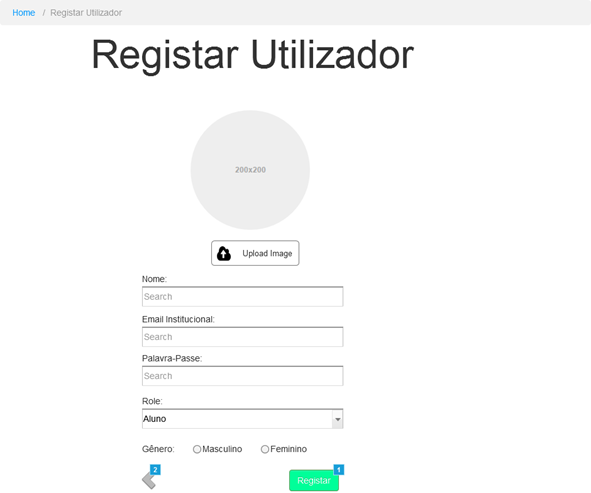 Home / Registar Utilizador
Registar Utilizador
200x200
Upload Image
Nome:
Search
Email Institucional:
Search
Palavra-Passe:
Search
Role:
Aluno
Gênero: Masculino Feminino
2 1
Registar